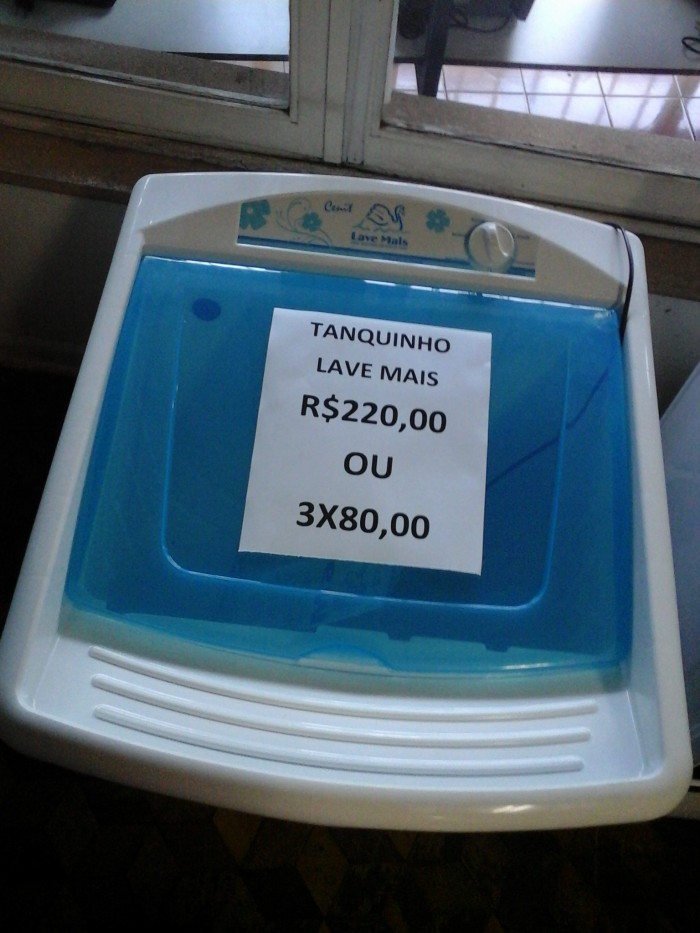 Lave Mais
TANQUINHO
LAVE MAIS
R$220,00
OU
3X80,00